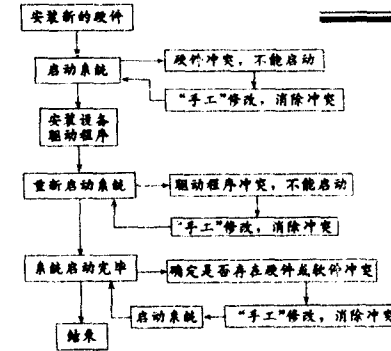 安装新的硬件
启动系统
硬件冲突,不能启动
“手工”修改,消除冲突
安装设备
驱动程序
重新启动系统
驱动程序冲突,不能启动
“手工”修改,消除冲突
系统启动完毕
确定是否存在硬件或软件冲突
启动系统
“手工”修改,消除冲突
结束